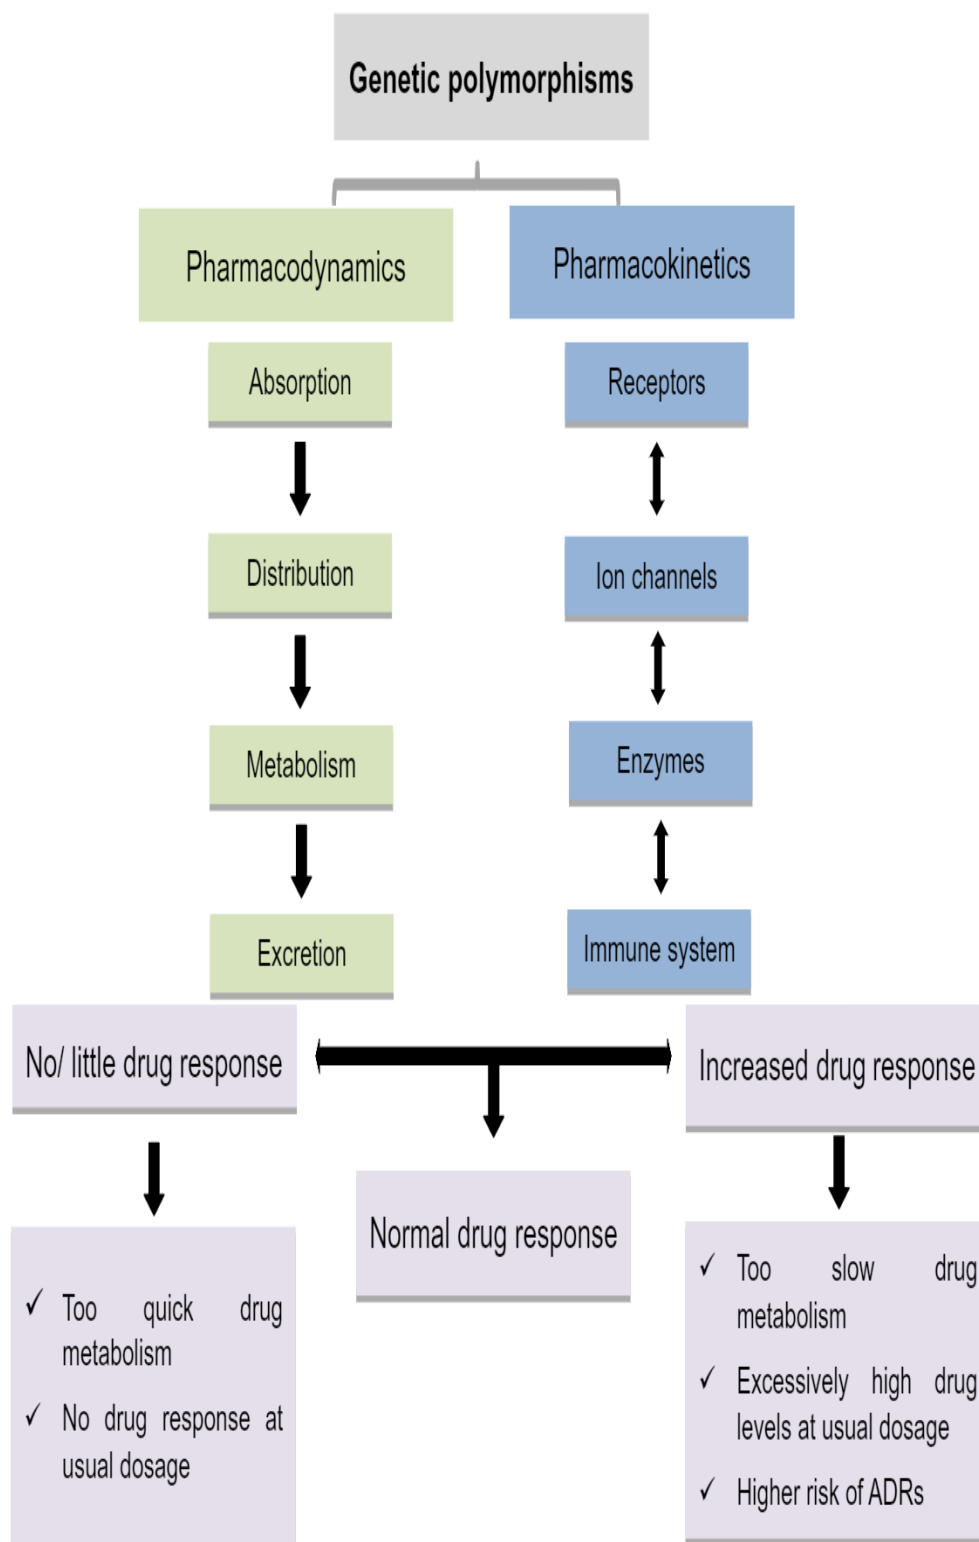 Genetic polymorphisms
Pharmacodynamics
Pharmacokinetics
Absorption
Receptors
Distribution
Ion channels
Metabolism
Enzymes
Excretion
Immune system
No/ little drug response
Increased drug response
Normal drug response
✓ Too quick drug
metabolism
✓ No drug response at
usual dosage
✓ Too slow drug
metabolism
✓ Excessively high drug
levels at usual dosage
✓ Higher risk of ADRs